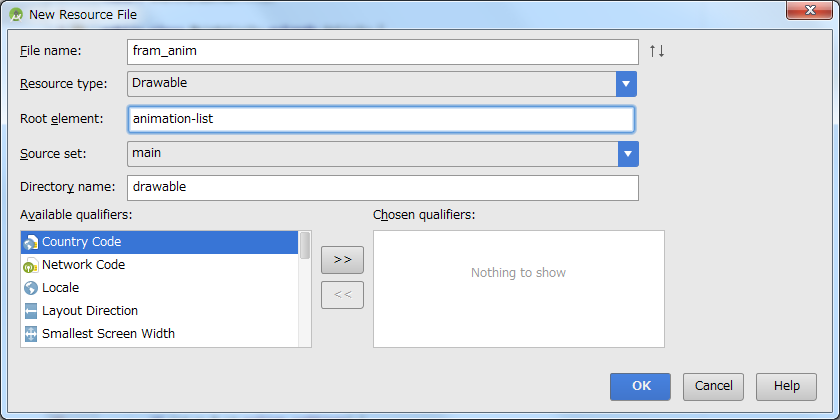 New Resource File
File name: fram_anim
Resource type: Drawable
Root element: animation-list
Source set: main
Directory name: drawable
Available qualifiers: Chosen qualifiers:
Country Code
Network Code
Locale
Layout Direction
Smallest Screen Width
>>
<<
Nothing to show
OK Cancel Help